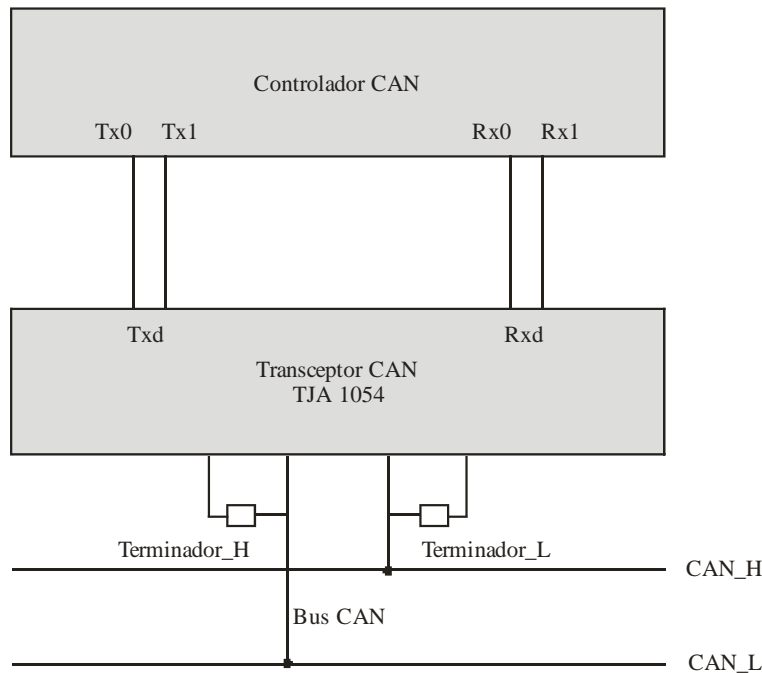 Controlador CAN
Tx0 Tx1 Rx0 Rx1
Txd Rxd
Transceptor CAN
TJA 1054
Terminador_H Terminador_L
CAN_H
Bus CAN
CAN_L